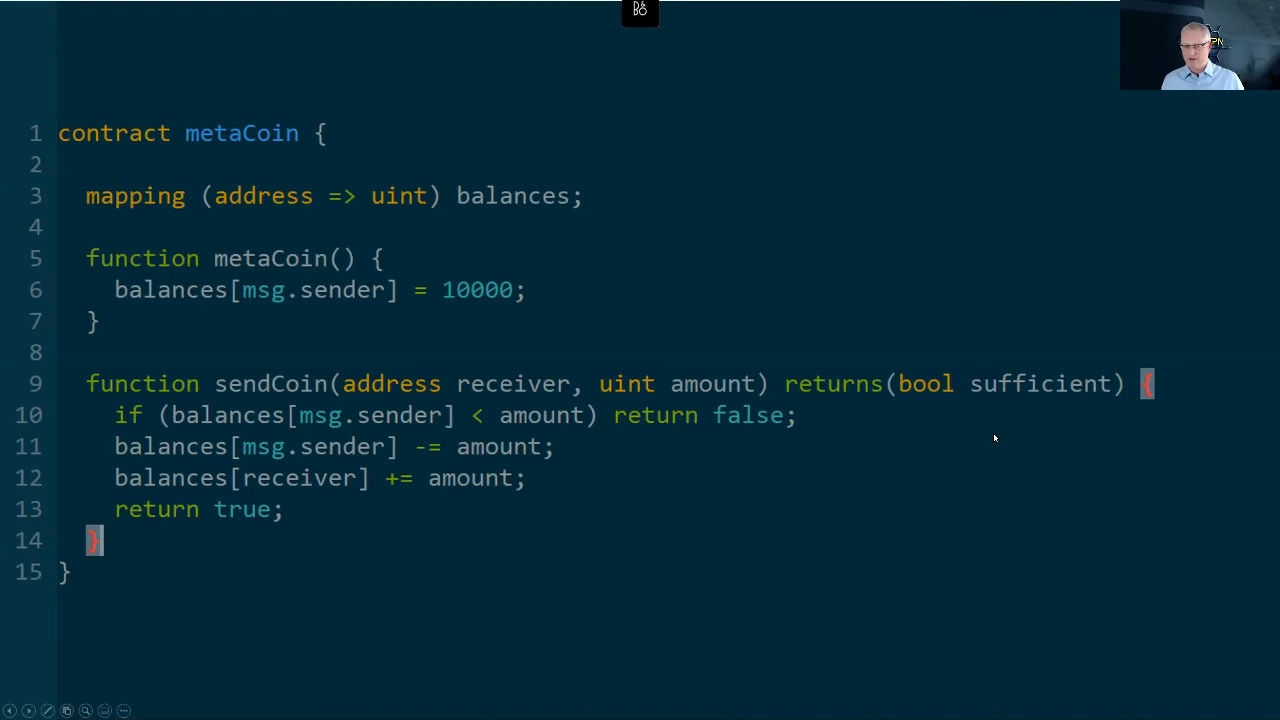 BO
PN
1 contract metaCoin {
2
3 mapping (address => uint) balances;
4
5 function metaCoin() {
6 balances[msg.sender] = 10000;
7 }
8
9 function sendCoin(address receiver, uint amount) returns(bool sufficient) {
10 if (balances[msg.sender] < amount) return false;
11 balances[msg.sender] -= amount;
12 balances[receiver] += amount;
13 return true;
14 }
15 }